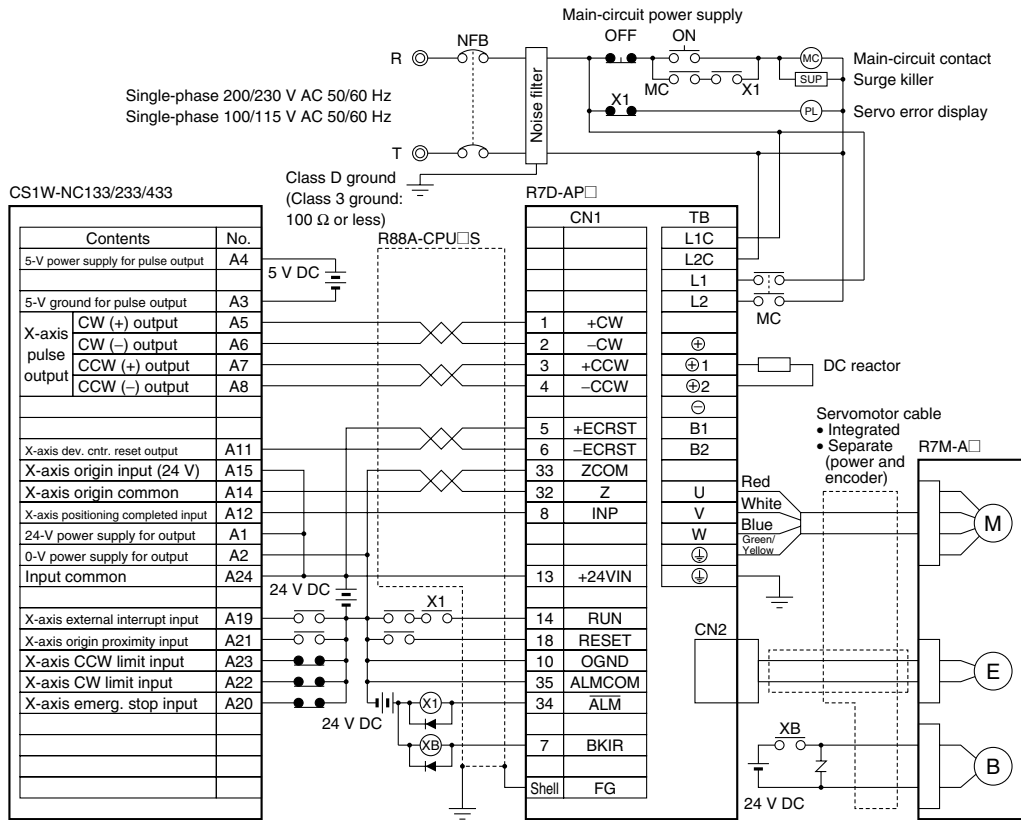 Main-circuit power supply
OFF ON
R NFB MC Main-circuit contact
SUP Surge killer
MC X1
Single-phase 200/230 V AC 50/60 Hz
Single-phase 100/115 V AC 50/60 Hz
Noise filter
X1 PL Servo error display
T
Class D ground
(Class 3 ground:
100 Ω or less)
CS1W-NC133/233/433
Contents No.
5-V power supply for pulse output A4
5-V ground for pulse output A3
X-axis pulse output
CW (+) output A5
CW (−) output A6
CCW (+) output A7
CCW (−) output A8
X-axis dev. cntr. reset output A11
X-axis origin input (24 V) A15
X-axis origin common A14
X-axis positioning completed input A12
24-V power supply for output A1
0-V power supply for output A2
Input common A24
X-axis external interrupt input A19
X-axis origin proximity input A21
X-axis CCW limit input A23
X-axis CW limit input A22
X-axis emerg. stop input A20
5 V DC
R88A-CPU□S
24 V DC
X1
24 V DC
X1
XB
R7D-AP□
CN1
1 +CW
2 −CW
3 +CCW
4 −CCW
5 +ECRST
6 −ECRST
33 ZCOM
32 Z
8 INP
13 +24VIN
14 RUN
18 RESET
10 OGND
35 ALMCOM
34 ALM
7 BKIR
Shell FG
TB
L1C
L2C
L1
L2
⊕
⊕1
⊕2
⊖
B1
B2
U
V
W
CN2
MC
DC reactor
Servomotor cable
• Integrated
• Separate
(power and
encoder)
R7M-A□
Red
White
Blue
Green/
Yellow
M
E
XB
24 V DC
B